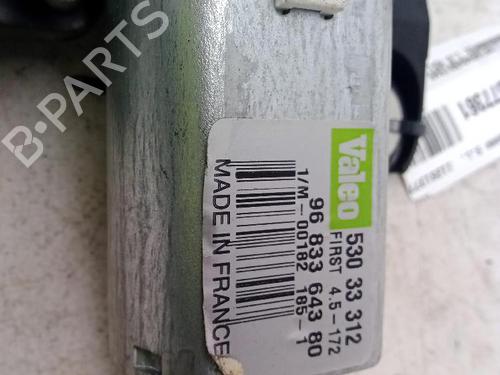 B-PARTS
Valeo
530 33 312
FIRST 4.5-172
96 833 643 80
1/M-00182 185-1
MADE IN FRANCE